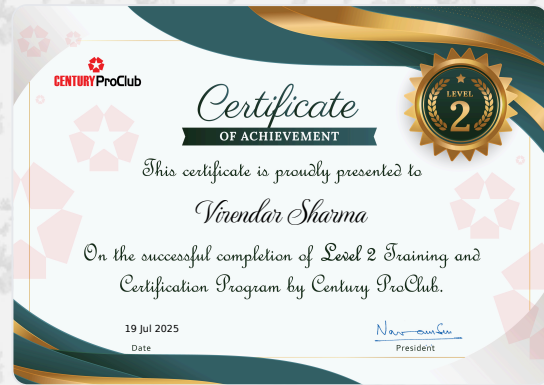 CENTURY ProClub
Certificate
OF ACHIEVEMENT
LEVEL
2
This certificate is proudly presented to
Virendar Sharma
On the successful completion of Level 2 Training and
Certification Program by Century ProClub.
19 Jul 2025
Date
President